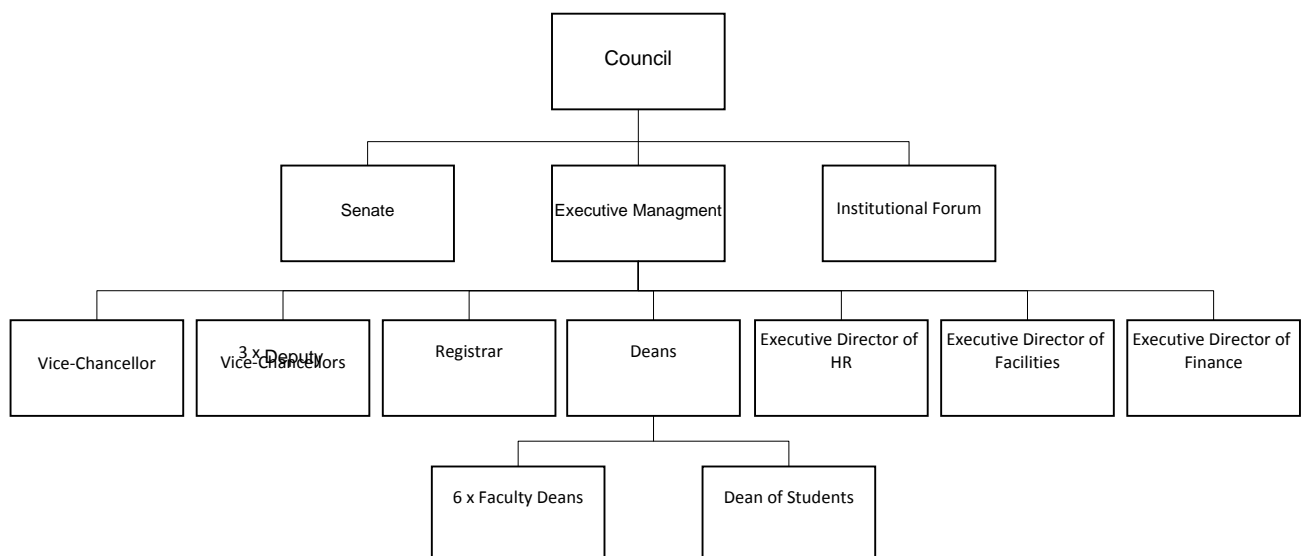 Council
Senate
Executive Managment
Institutional Forum
Vice-Chancellor
3 x Deputy
Vice-Chancellors
Registrar
Deans
Executive Director of
HR
Executive Director of
Facilities
Executive Director of
Finance
6 x Faculty Deans
Dean of Students